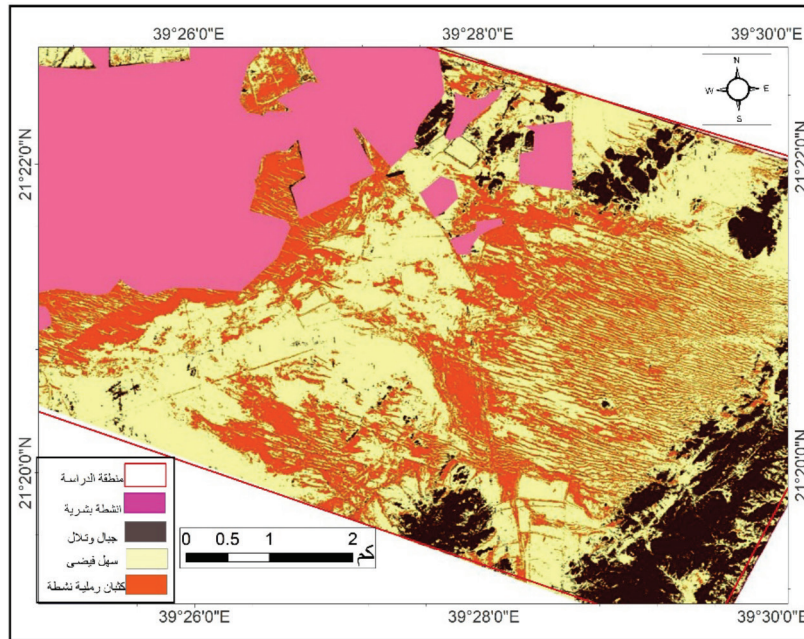 39°26'0"E
39°28'0"E
39°30'0"E
N
W E
S
21°22'0"N
21°22'0"N
21°20'0"N
21°20'0"N
منطقة الدراسة
انشطة بشرية
جبال وتلال
سهل فيضى
كثبان رملية نشطة
0 0.5 1 2
كم
39°26'0"E
39°28'0"E
39°30'0"E